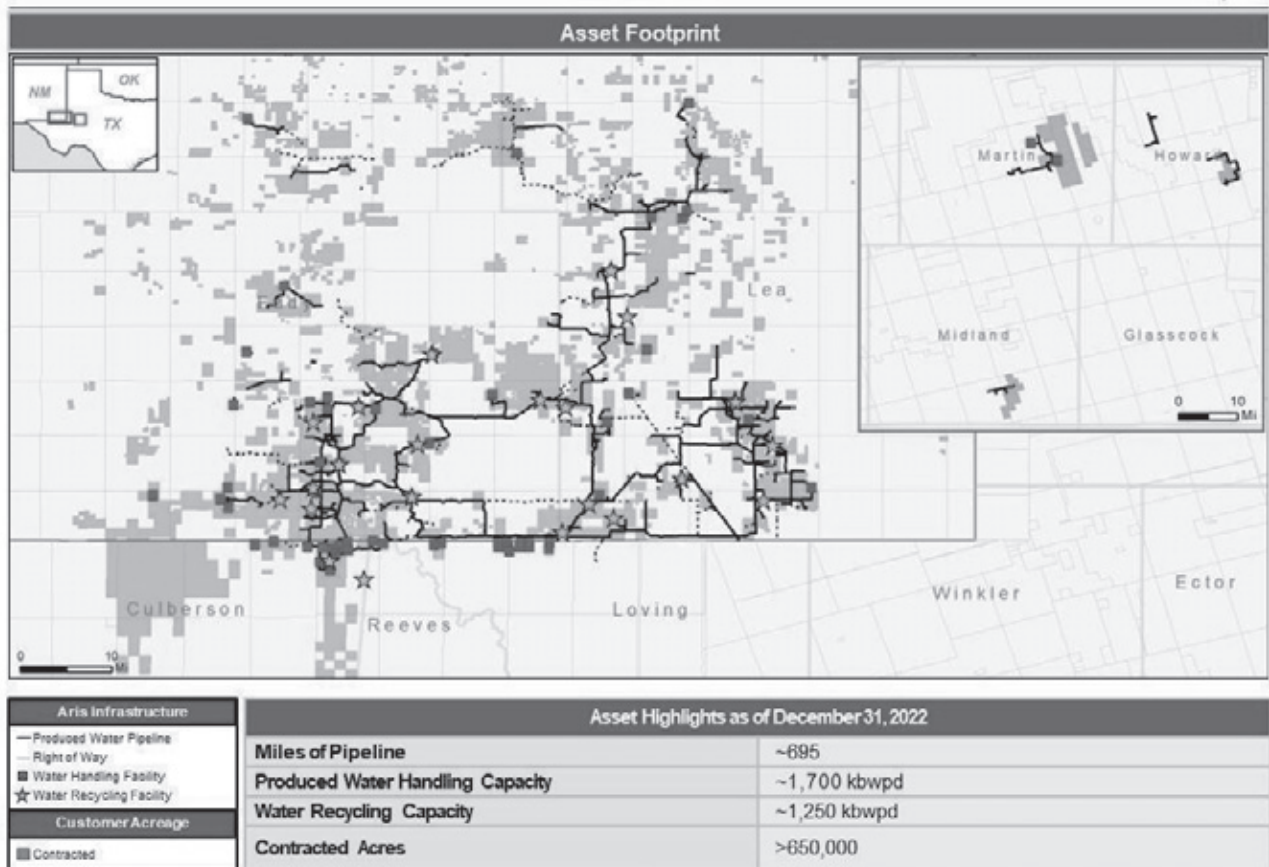 Asset Footprint
NM
OK
TX
Martin
Howard
Lea
Midland
Glasscock
10
Mi
Culberson
Reeves
Loving
Winkler
Ector
0 10
Mi
Aris Infrastructure
Produced Water Pipeline
Right of Way
Water Handling Facility
Water Recycling Facility
Customer Acreage
Contracted
Asset Highlights as of December 31, 2022
Miles of Pipeline ~695
Produced Water Handling Capacity ~1,700 kbwpd
Water Recycling Capacity ~1,250 kbwpd
Contracted Acres >650,000